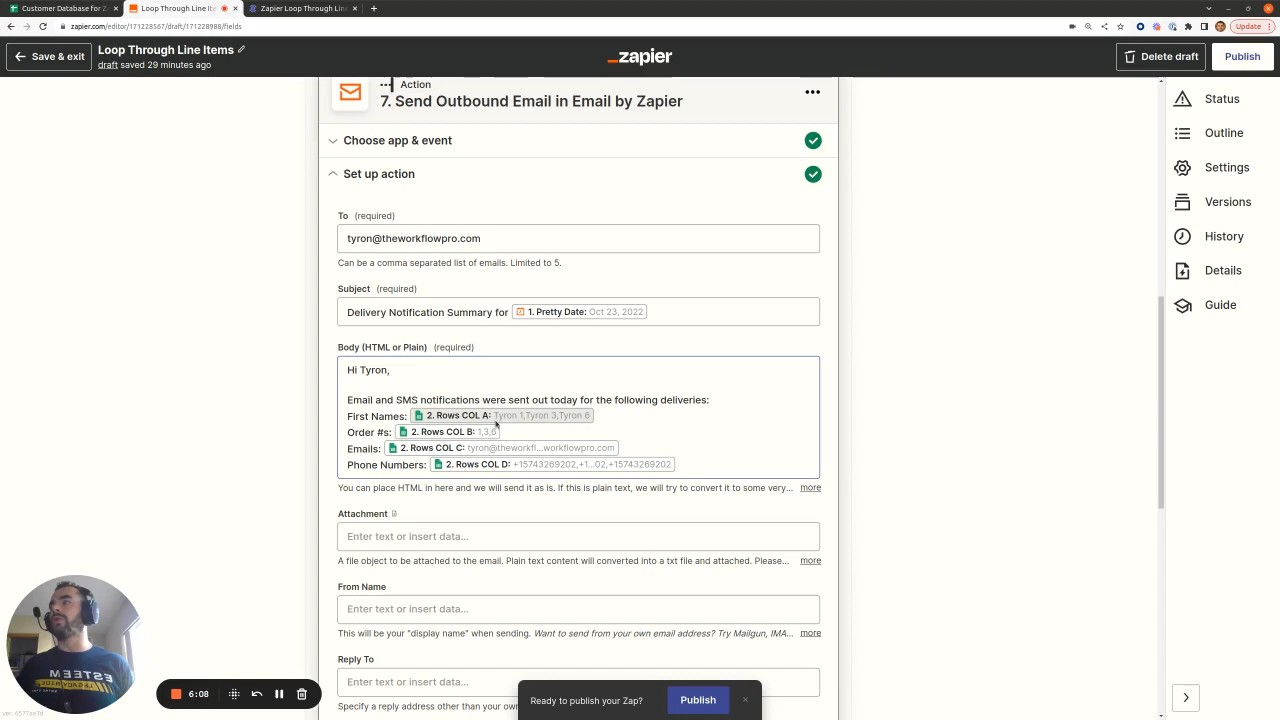 Customer Database for Z
Loop Through Line Ite
Zapier Loop Through Line
zapier.com/editor/171228567/draft/171228988/fields
Update
Save & exit
Loop Through Line Items
draft saved 29 minutes ago
zapier
Delete draft
Publish
Action
7. Send Outbound Email in Email by Zapier
Choose app & event
Set up action
To (required)
tyron@theworkflowpro.com
Can be a comma separated list of emails. Limited to 5.
Subject (required)
Delivery Notification Summary for 1. Pretty Date: Oct 23, 2022
Body (HTML or Plain) (required)
Hi Tyron,
Email and SMS notifications were sent out today for the following deliveries:
First Names: 2. Rows COL A: Tyron 1,Tyron 3,Tyron 6
Order #s: 2. Rows COL B: 1,3,6
Emails: 2. Rows COL C: tyron@theworkfl...workflowpro.com
Phone Numbers: 2. Rows COL D: +15743269202,+1...02,+15743269202
You can place HTML in here and we will send it as is. If this is plain text, we will try to convert it to some very... more
Attachment
Enter text or insert data...
A file object to be attached to the email. Plain text content will converted into a txt file and attached. Please... more
From Name
Enter text or insert data...
This will be your "display name" when sending. Want to send from your own email address? Try Mailgun, IMA... more
Reply To
Enter text or insert data...
Specify a reply address other than your own
Ready to publish your Zap?
Publish
Status
Outline
Settings
Versions
History
Details
Guide
6:08
ESTEEM